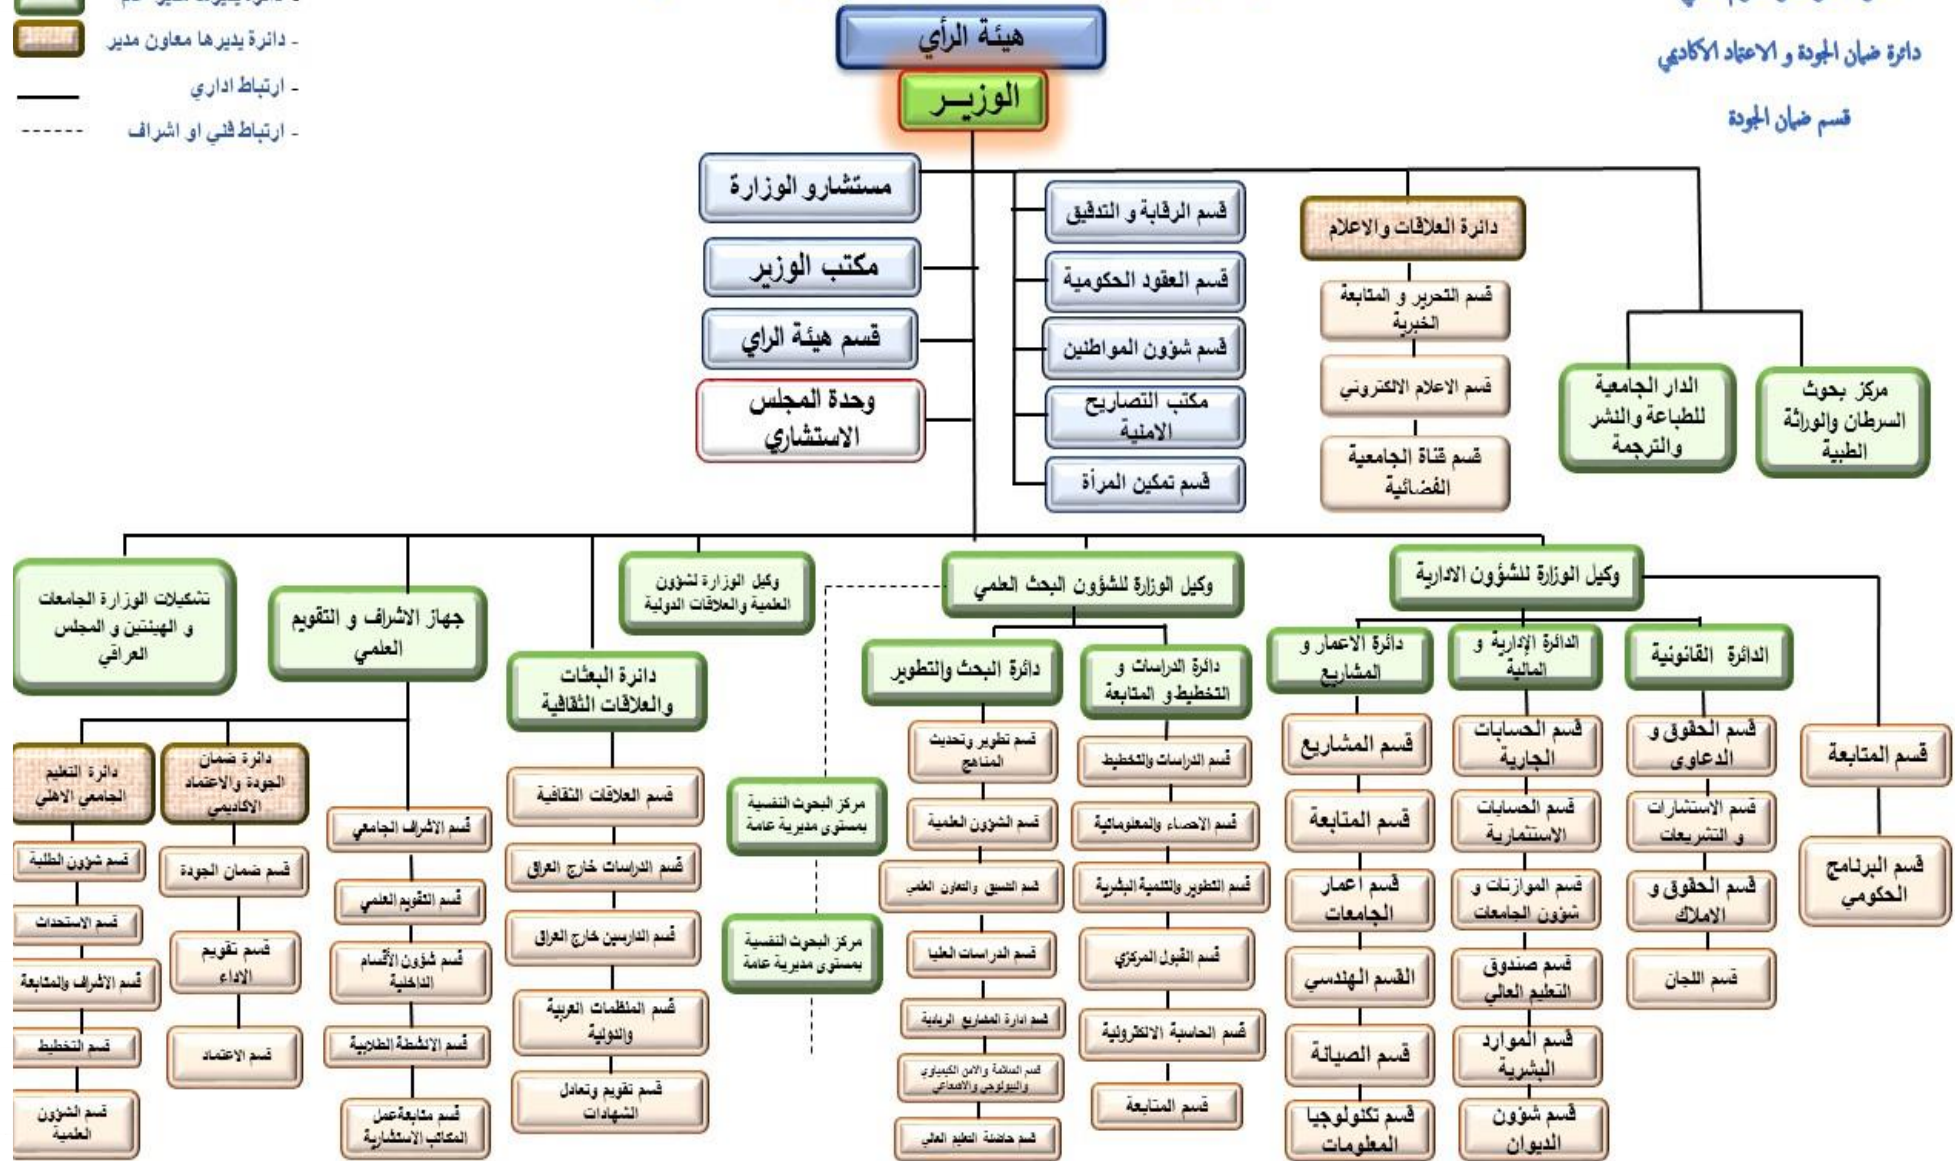 - دائرة يديرها معاون مدير
- ارتباط اداري
- ارتباط فني او اشراف
دائرة ضمان الجودة و الاعتماد الاكاديمي
قسم ضمان الجودة
هيئة الرأي
الوزيــر
مستشارو الوزارة
مكتب الوزير
قسم هيئة الراي
وحدة المجلس
الاستشاري
قسم الرقابة و التدقيق
قسم العقود الحكومية
قسم شؤون المواطنين
مكتب التصاريح
الامنية
قسم تمكين المرأة
دائرة العلاقات والاعلام
قسم التحرير و المتابعة
الخبرية
قسم الاعلام الالكتروني
قسم قناة الجامعية
الفضائية
الدار الجامعية
للطباعة والنشر
والترجمة
مركز بحوث
السرطان والوراثة
الطبية
وكيل الوزارة للشؤون الادارية
قسم المتابعة
قسم البرنامج
الحكومي
الدائرة القانونية
قسم الحقوق و
الدعاوى
قسم الاستشارات
و التشريعات
قسم الحقوق و
الاملاك
قسم اللجان
الدائرة الإدارية و
المالية
قسم الحسابات
الجارية
قسم الحسابات
الاستثمارية
قسم الموازنات و
شؤون الجامعات
قسم صندوق
التعليم العالي
قسم الموارد
البشرية
قسم شؤون
الديوان
دائرة الاعمار و
المشاريع
قسم المشاريع
قسم المتابعة
قسم اعمار
الجامعات
القسم الهندسي
قسم الصيانة
قسم تكنولوجيا
المعلومات
وكيل الوزارة للشؤون البحث العلمي
دائرة الدراسات و
التخطيط و المتابعة
قسم الدراسات والتخطيط
قسم الاحصاء والمعلوماتية
قسم التطوير والتنمية البشرية
قسم القبول المركزي
قسم الحاسبة الالكترونية
قسم المتابعة
دائرة البحث والتطوير
قسم تطوير وتحديث
المناهج
قسم الشؤون العلمية
قسم التنسيق والتعاون العلمي
قسم الدراسات العليا
قسم ادارة المشاريع الريادية
قسم السلامة والامن الكيمياوي
والبيولوجي والاشعاعي
قسم حاضنة التعليم العالي
مركز البحوث النفسية
بمستوى مديرية عامة
مركز البحوث النفسية
بمستوى مديرية عامة
وكيل الوزارة لشؤون
العلمية والعلاقات الدولية
دائرة البعثات
والعلاقات الثقافية
قسم العلاقات الثقافية
قسم الدراسات خارج العراق
قسم الدارسين خارج العراق
قسم المنظمات العربية
والدولية
قسم تقويم وتعادل
الشهادات
جهاز الاشراف و التقويم
العلمي
قسم الاشراف الجامعي
قسم التقويم العلمي
قسم شؤون الأقسام
الداخلية
قسم الانشطة الطلابية
قسم متابعة عمل
المكاتب الاستشارية
دائرة ضمان
الجودة والاعتماد
الاكاديمي
قسم ضمان الجودة
قسم تقويم
الاداء
قسم الاعتماد
دائرة التعليم
الجامعي الاهلي
قسم شؤون الطلبة
قسم الاستحداث
قسم الاشراف والمتابعة
قسم التخطيط
قسم الشؤون
العلمية
تشكيلات الوزارة الجامعات
و الهيئتين و المجلس
العراقي